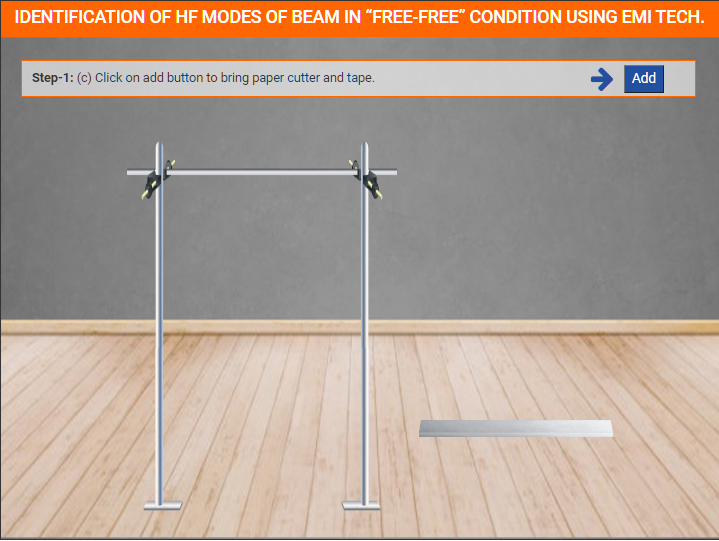 IDENTIFICATION OF HF MODES OF BEAM IN “FREE-FREE” CONDITION USING EMI TECH.
Step-1: (c) Click on add button to bring paper cutter and tape.
Add